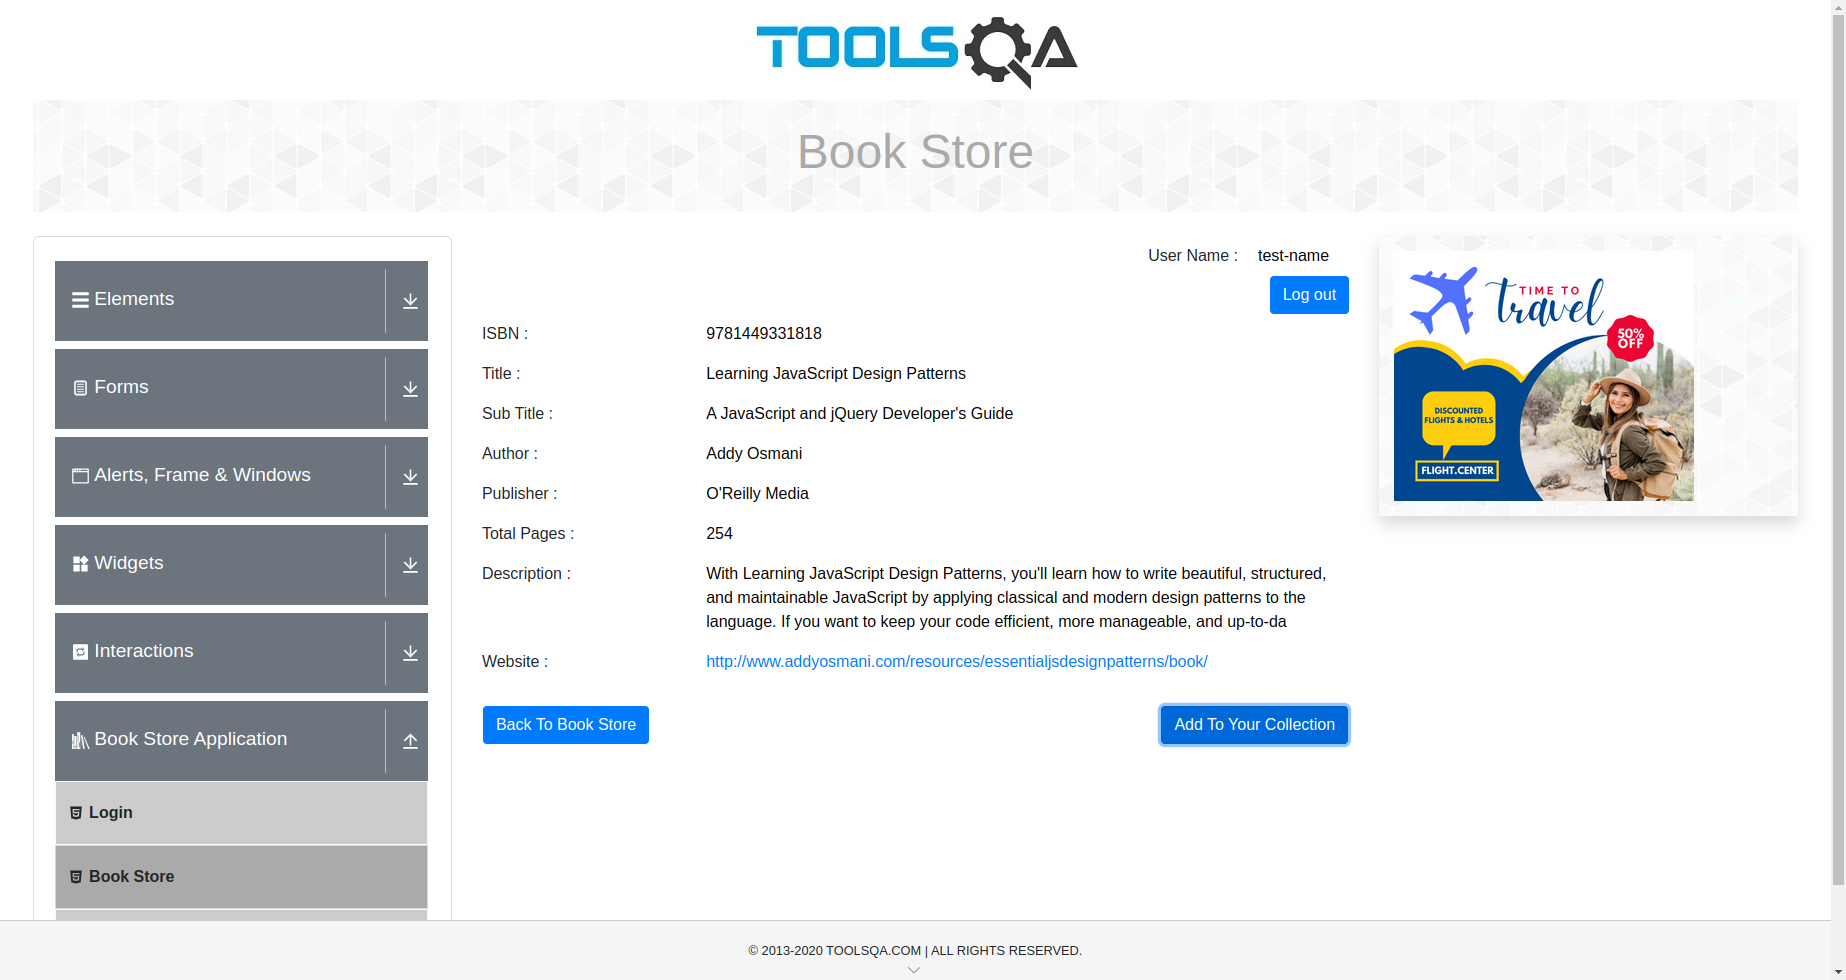 TOOLSQA
Book Store
Elements
Forms
Alerts, Frame & Windows
Widgets
Interactions
Book Store Application
Login
Book Store
User Name : test-name
Log out
ISBN : 9781449331818
Title : Learning JavaScript Design Patterns
Sub Title : A JavaScript and jQuery Developer's Guide
Author : Addy Osmani
Publisher : O'Reilly Media
Total Pages : 254
Description : With Learning JavaScript Design Patterns, you'll learn how to write beautiful, structured,
and maintainable JavaScript by applying classical and modern design patterns to the
language. If you want to keep your code efficient, more manageable, and up-to-da
Website : http://www.addyosmani.com/resources/essentialjsdesignpatterns/book/
Back To Book Store
Add To Your Collection
TIME TO
travel
50%
OFF
DISCOUNTED
FLIGHTS & HOTELS
FLIGHT.CENTER
© 2013-2020 TOOLSQA.COM | ALL RIGHTS RESERVED.